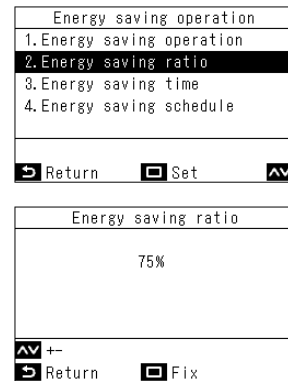 Energy saving operation
1.Energy saving operation
2.Energy saving ratio
3.Energy saving time
4.Energy saving schedule
Return Set
Energy saving ratio
75%
+-
Return Fix